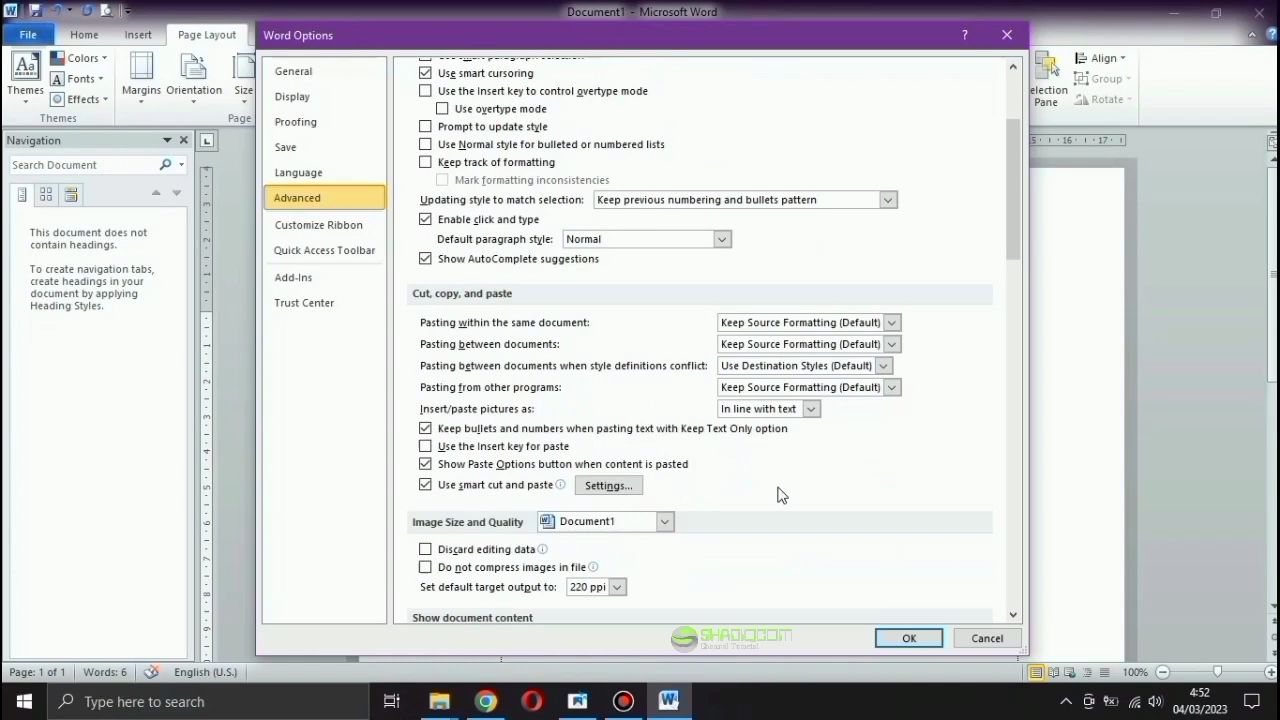 Document1 - Microsoft Word
File Home Insert Page Layout
Word Options
Themes
Colors
Fonts
Effects
Themes
Margins
Orientation
Size
Page
Selection Pane
Align
Group
Rotate
Navigation
Search Document
This document does not
contain headings.
To create navigation tabs,
create headings in your
document by applying
Heading Styles.
General
Display
Proofing
Save
Language
Advanced
Customize Ribbon
Quick Access Toolbar
Add-Ins
Trust Center
Use smart cursoring
Use the Insert key to control overtype mode
Use overtype mode
Prompt to update style
Use Normal style for bulleted or numbered lists
Keep track of formatting
Mark formatting inconsistencies
Updating style to match selection: Keep previous numbering and bullets pattern
Enable click and type
Default paragraph style: Normal
Show AutoComplete suggestions
Cut, copy, and paste
Pasting within the same document: Keep Source Formatting (Default)
Pasting between documents: Keep Source Formatting (Default)
Pasting between documents when style definitions conflict: Use Destination Styles (Default)
Pasting from other programs: Keep Source Formatting (Default)
Insert/paste pictures as: In line with text
Keep bullets and numbers when pasting text with Keep Text Only option
Use the Insert key for paste
Show Paste Options button when content is pasted
Use smart cut and paste Settings...
Image Size and Quality Document1
Discard editing data
Do not compress images in file
Set default target output to: 220 ppi
Show document content
SHADIQCOM
Channel Tutorial
OK Cancel
Page: 1 of 1 Words: 6 English (U.S.) 100%
Type here to search
4:52
04/03/2023